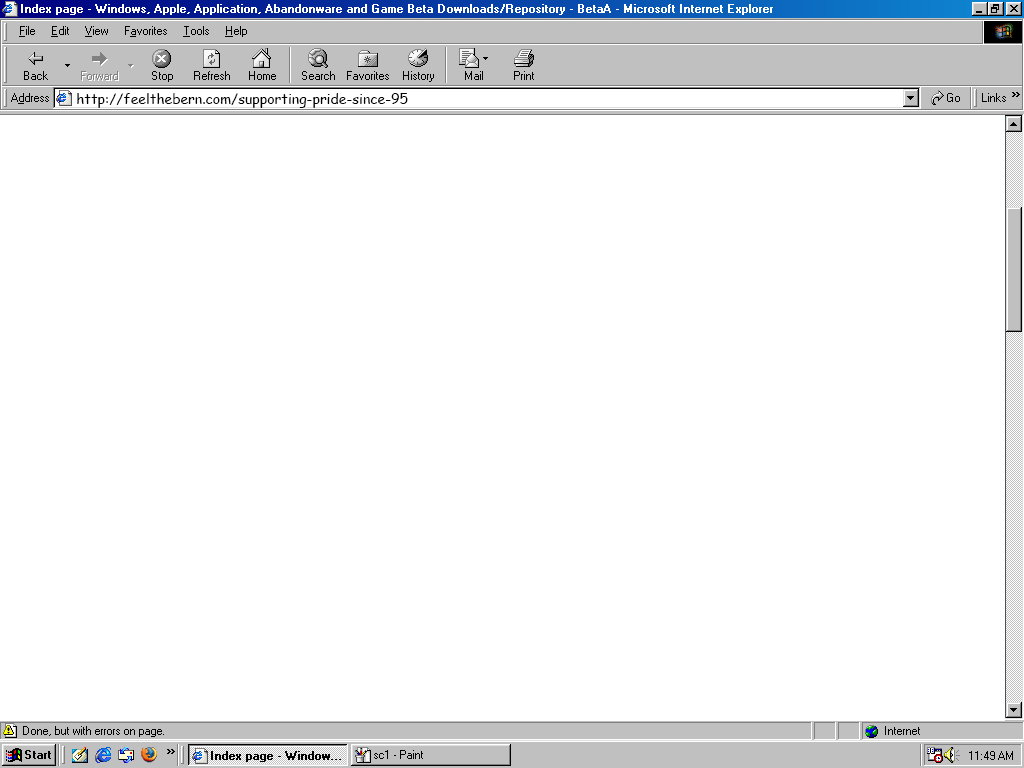 Index page - Windows, Apple, Application, Abandonware and Game Beta Downloads/Repository - BetaA - Microsoft Internet Explorer
File Edit View Favorites Tools Help
Back Forward Stop Refresh Home Search Favorites History Mail Print
Address http://feelthebern.com/supporting-pride-since-95 Go Links »
Done, but with errors on page. Internet
Start » Index page - Window... sc1 - Paint 11:49 AM